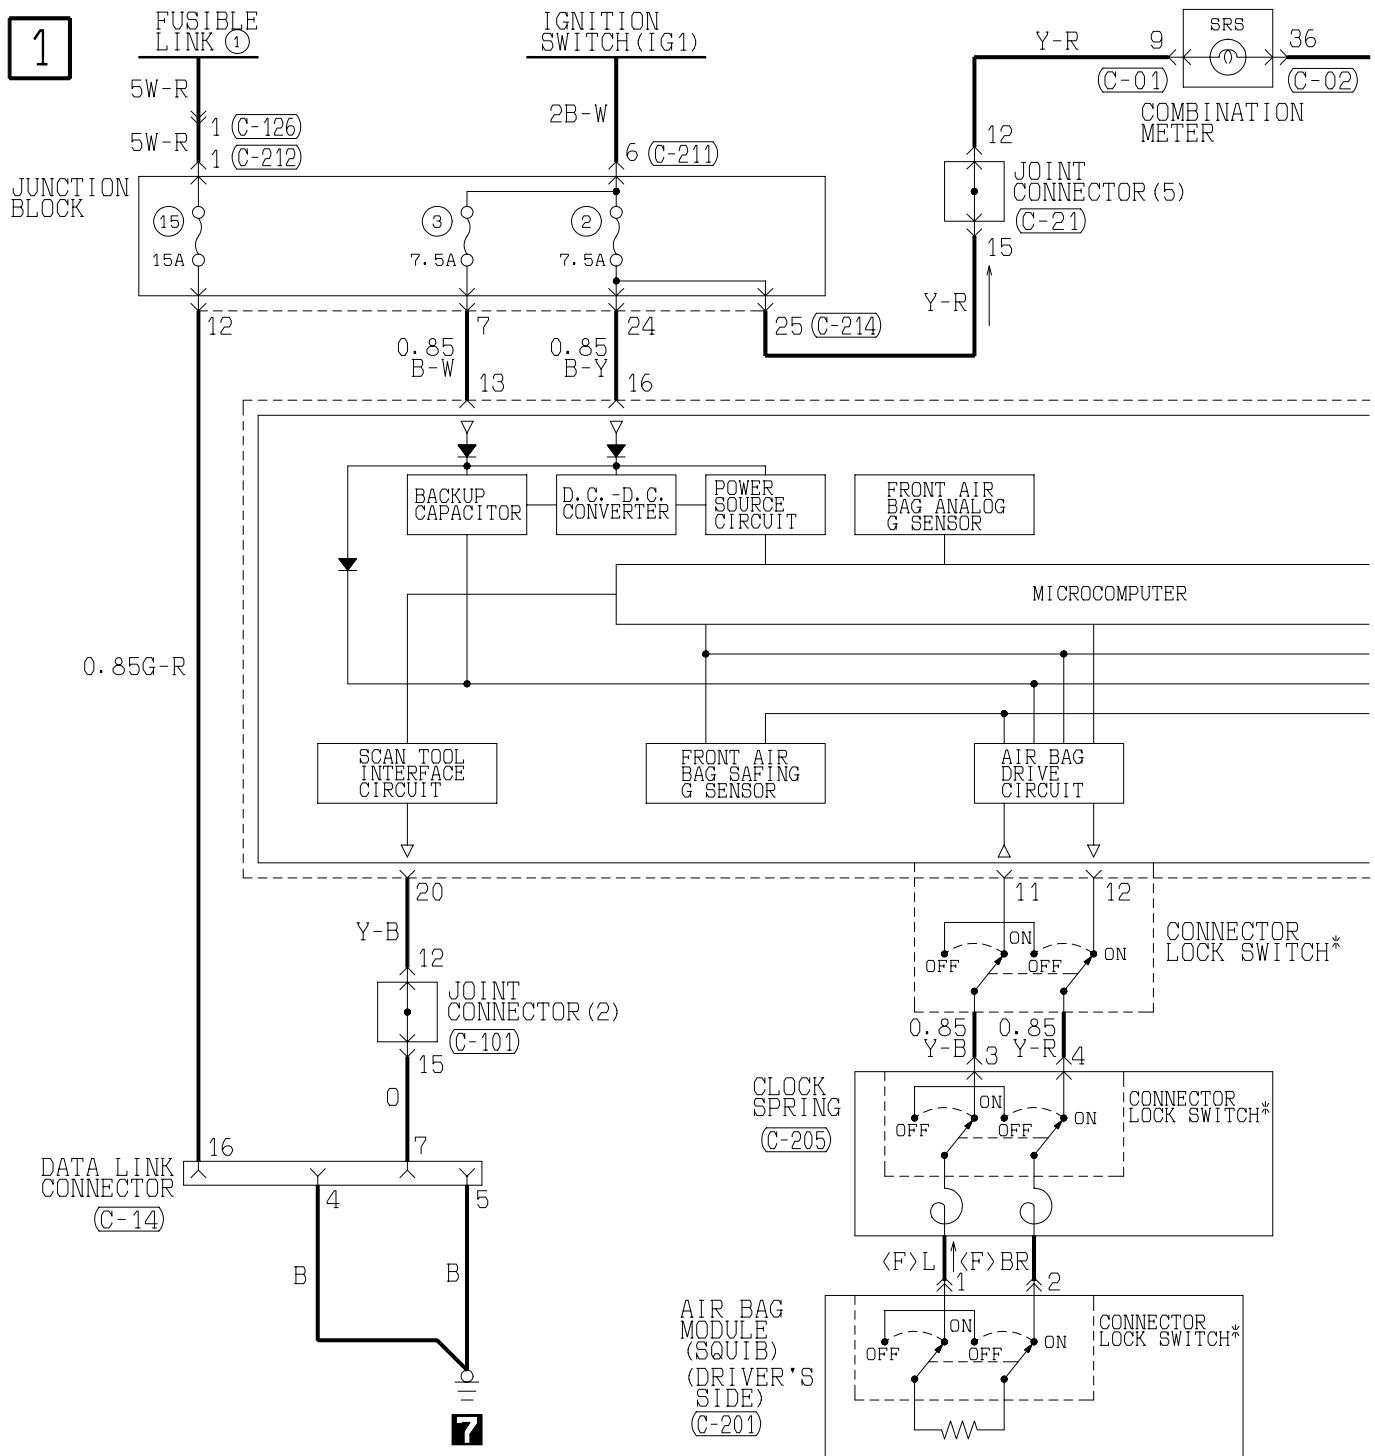 1
FUSIBLE
LINK ①
IGNITION
SWITCH(IG1)
5W-R
1 (C-126)
5W-R
1 (C-212)
2B-W
6 (C-211)
Y-R
9
(C-01)
SRS
36
(C-02)
COMBINATION
METER
12
JOINT
CONNECTOR(5)
(C-21)
15
Y-R
JUNCTION
BLOCK
15
15A
3
7.5A
2
7.5A
12
7
24
25 (C-214)
0.85
B-W
13
0.85
B-Y
16
BACKUP
CAPACITOR
D.C.-D.C.
CONVERTER
POWER
SOURCE
CIRCUIT
FRONT AIR
BAG ANALOG
G SENSOR
MICROCOMPUTER
0.85G-R
SCAN TOOL
INTERFACE
CIRCUIT
FRONT AIR
BAG SAFING
G SENSOR
AIR BAG
DRIVE
CIRCUIT
20
Y-B
12
JOINT
CONNECTOR(2)
(C-101)
15
O
11
12
ON
OFF
OFF
ON
CONNECTOR
LOCK SWITCH*
0.85
Y-B
3
0.85
Y-R
4
CLOCK
SPRING
(C-205)
ON
OFF
OFF
ON
CONNECTOR
LOCK SWITCH*
16
7
DATA LINK
CONNECTOR
(C-14)
4
5
B
B
7
<F>L
<F>BR
1
2
AIR BAG
MODULE
(SQUIB)
(DRIVER'S
SIDE)
(C-201)
ON
OFF
OFF
ON
CONNECTOR
LOCK SWITCH*